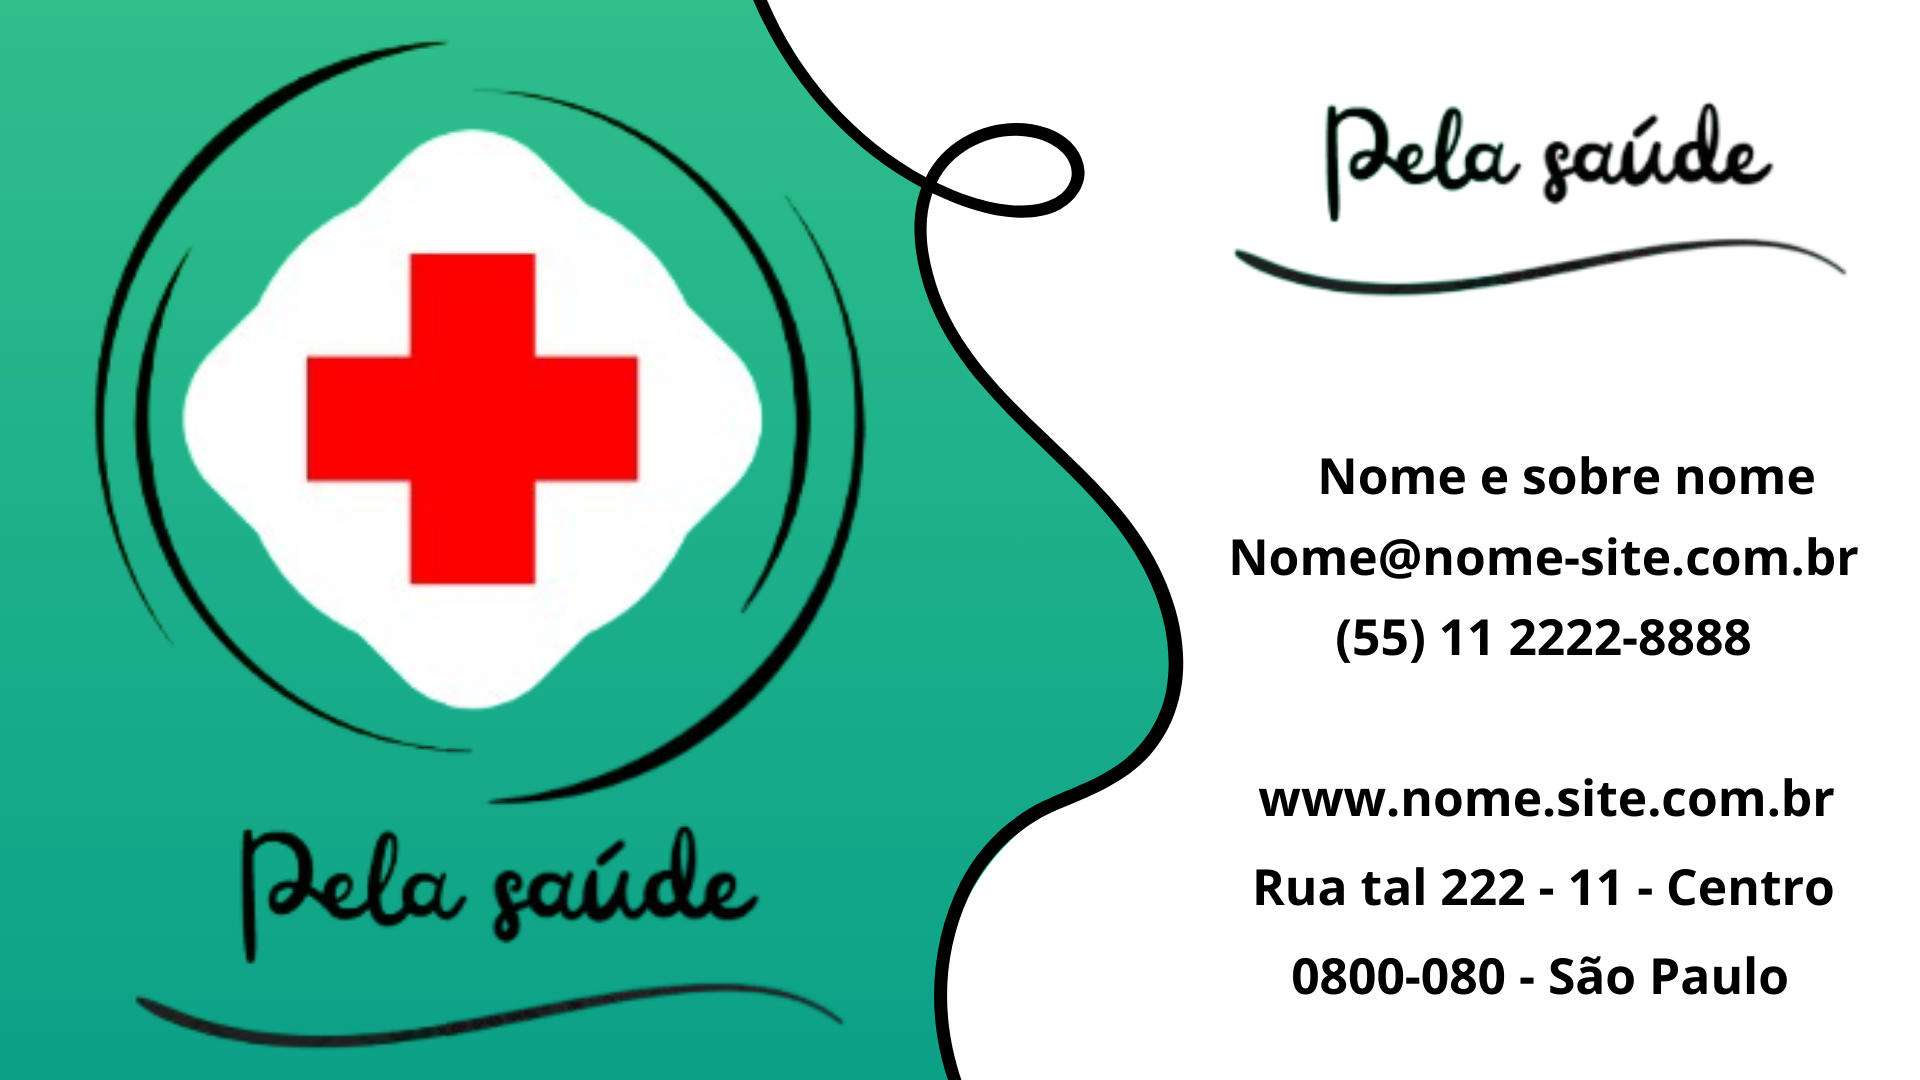 Pela saúde
Pela saúde
Nome e sobre nome
Nome@nome-site.com.br
(55) 11 2222-8888
www.nome.site.com.br
Rua tal 222 - 11 - Centro
0800-080 - São Paulo